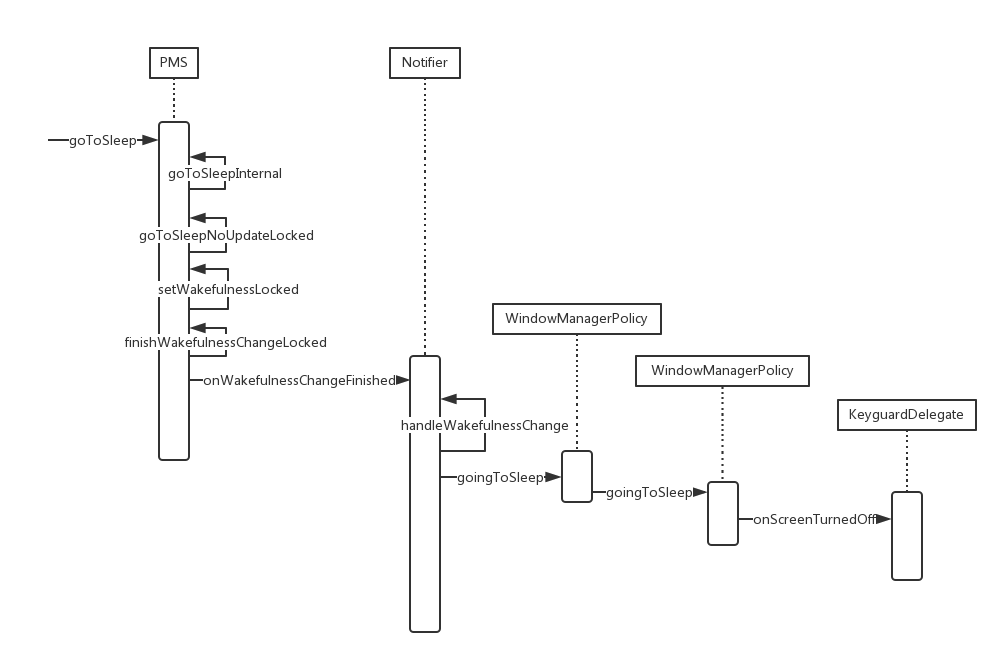 PMS
Notifier
goToSleep
goToSleepInternal
goToSleepNoUpdateLocked
setWakefulnessLocked
WindowManagerPolicy
finishWakefulnessChangeLocked
WindowManagerPolicy
onWakefulnessChangeFinished
KeyguardDelegate
handleWakefulnessChange
goingToSleep
goingToSleep
onScreenTurnedOff